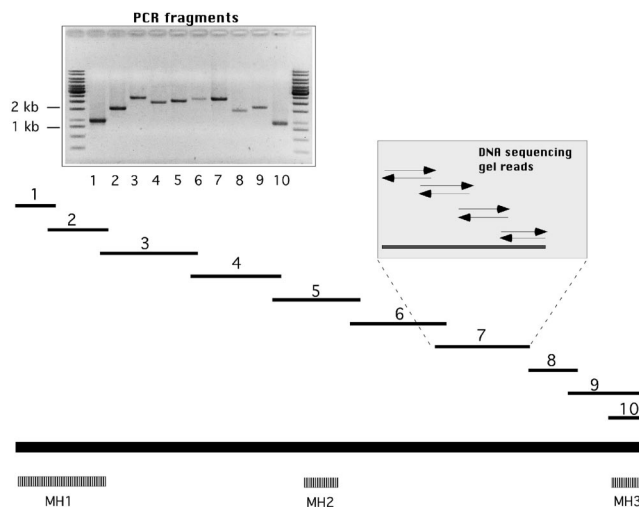 PCR fragments
2 kb
1 kb
1 2 3 4 5 6 7 8 9 10
DNA sequencing
gel reads
1
2
3
4
5
6
7
8
9
10
MH1
MH2
MH3